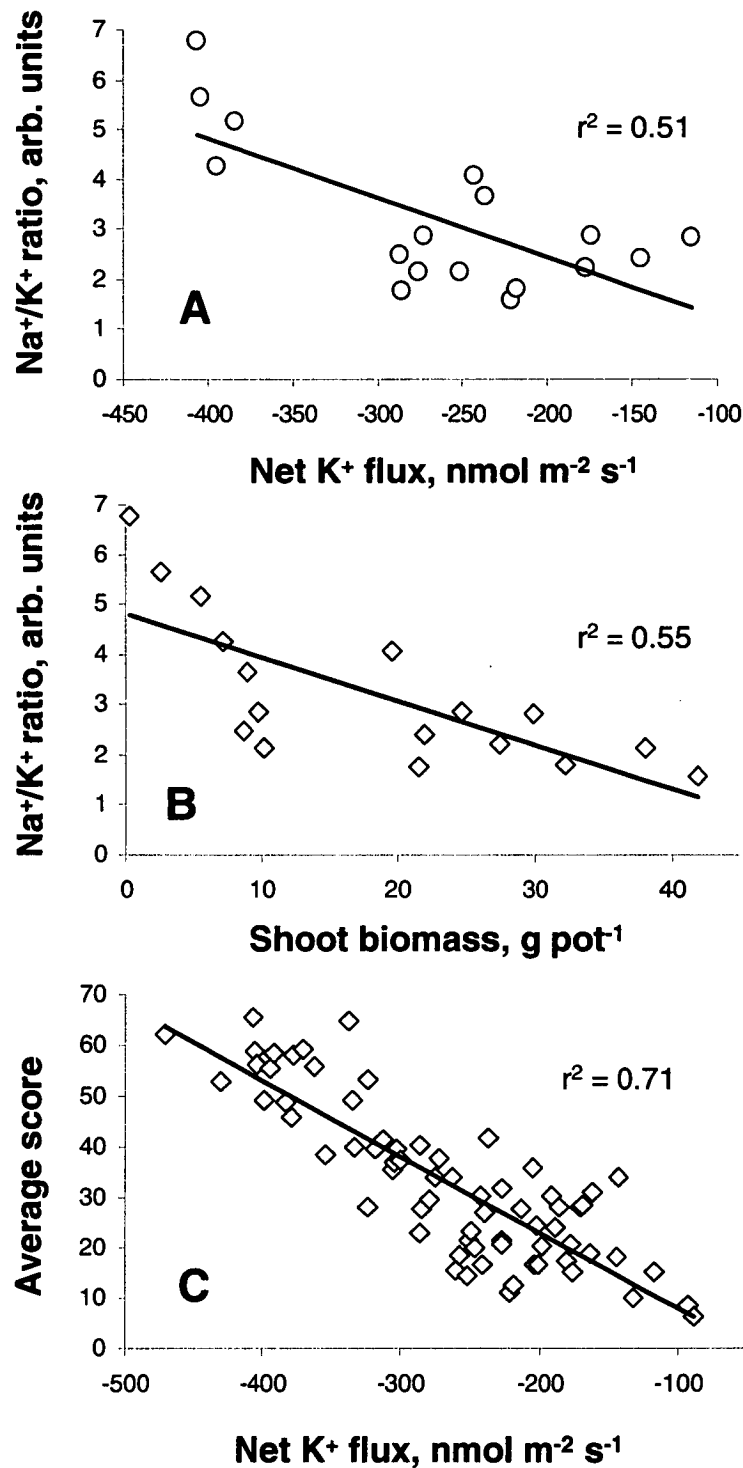 7
6
5
4
3
2
1
0
Na⁺/K⁺ ratio, arb. units
r² = 0.51
A
-450 -400 -350 -300 -250 -200 -150 -100
Net K⁺ flux, nmol m⁻² s⁻¹
7
6
5
4
3
2
1
0
Na⁺/K⁺ ratio, arb. units
r² = 0.55
B
0 10 20 30 40
Shoot biomass, g pot⁻¹
70
60
50
40
30
20
10
0
Average score
r² = 0.71
C
-500 -400 -300 -200 -100
Net K⁺ flux, nmol m⁻² s⁻¹